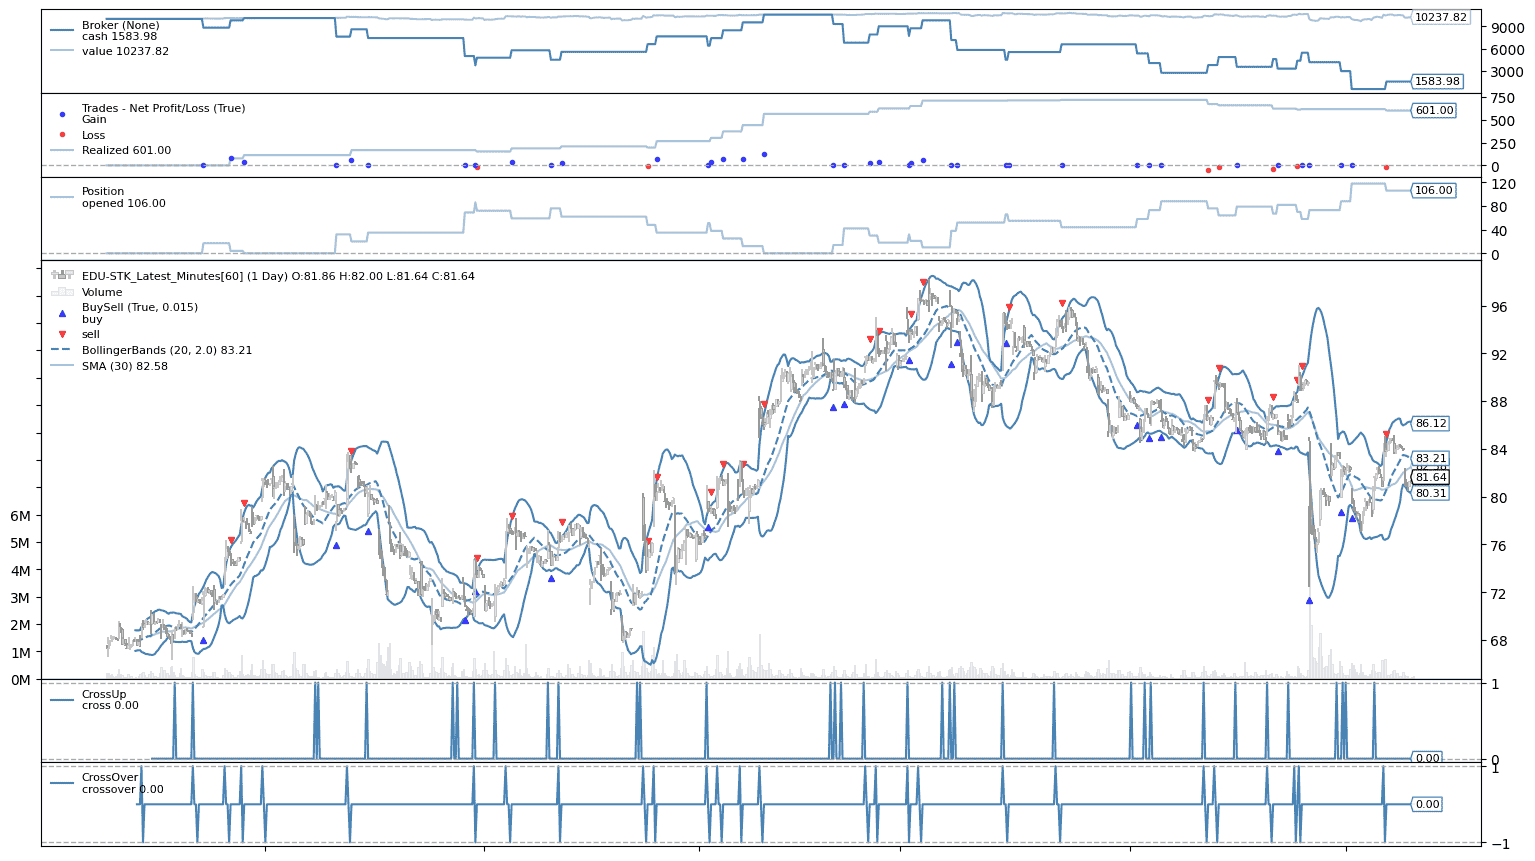 Broker (None)
cash 1583.98
value 10237.82
10237.82
9000
6000
3000
1583.98
Trades - Net Profit/Loss (True)
Gain
Loss
Realized 601.00
750
601.00
500
250
0
Position
opened 106.00
120
106.00
80
40
0
EDU-STK_Latest_Minutes[60] (1 Day) O:81.86 H:82.00 L:81.64 C:81.64
Volume
BuySell (True, 0.015)
buy
sell
BollingerBands (20, 2.0) 83.21
SMA (30) 82.58
96
92
88
86.12
84
83.21
81.64
80.31
80
76
72
68
6M
5M
4M
3M
2M
1M
0M
CrossUp
cross 0.00
1
0.00
0
CrossOver
crossover 0.00
1
0.00
−1